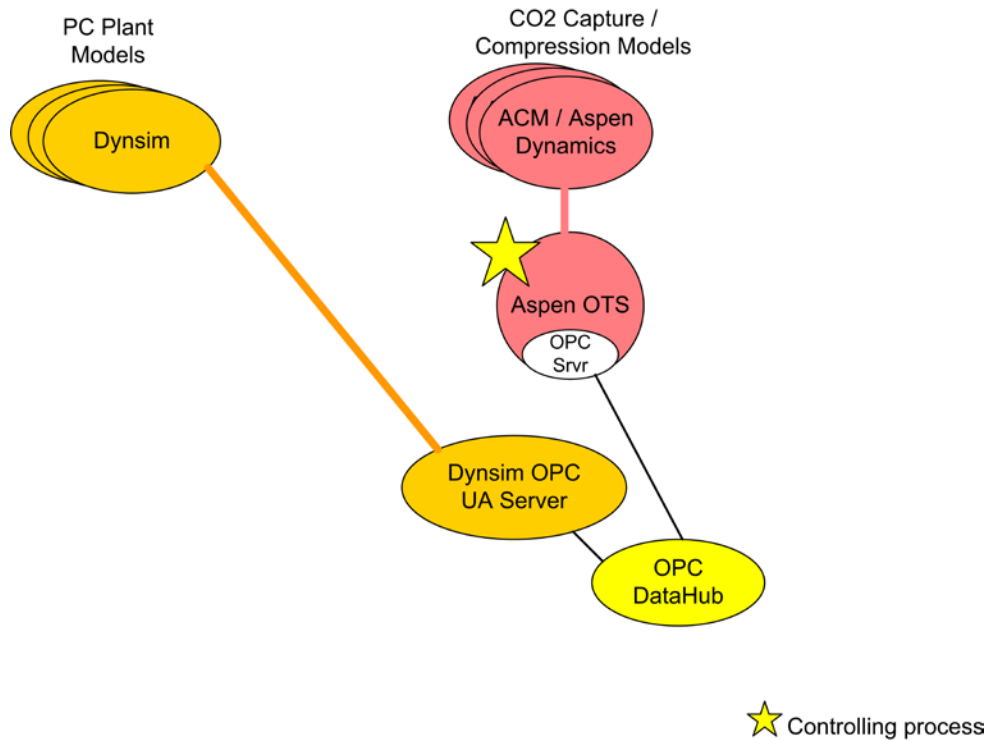 PC Plant
Models
CO2 Capture /
Compression Models
Dynsim
ACM / Aspen
Dynamics
Aspen OTS
OPC
Srvr
Dynsim OPC
UA Server
OPC
DataHub
Controlling process